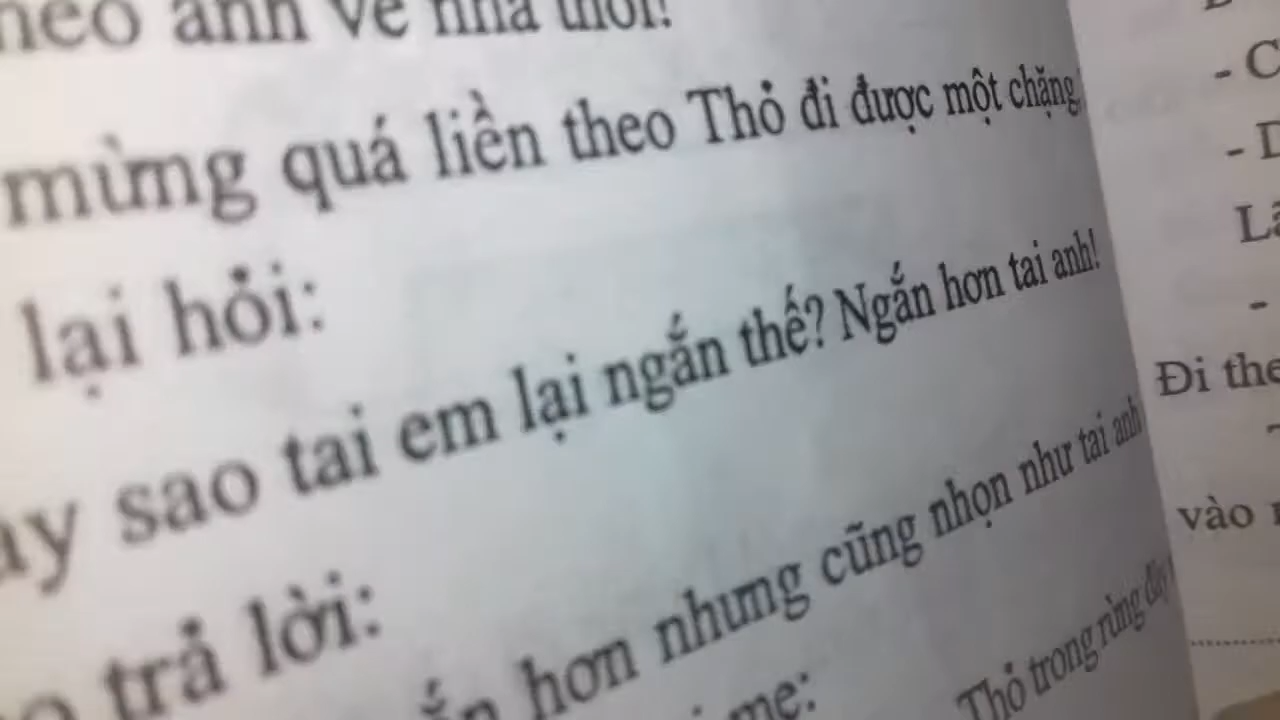 anh về nhà thôi!
mừng quá liền theo Thỏ đi được một chặng
lại hỏi:
sao tai em lại ngắn thế? Ngắn hơn tai anh!
trả lời:
hơn nhưng cũng nhọn như tai anh
mẹ:
Thỏ trong rừng đây
- C
- 
Đi
vào